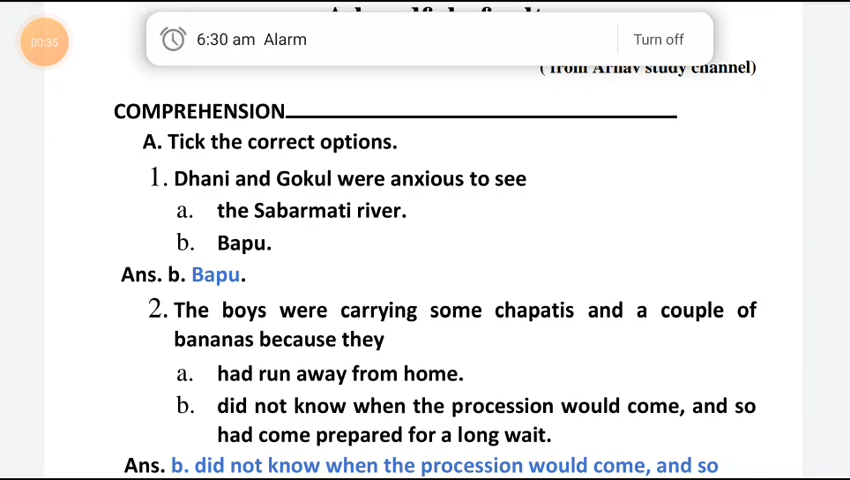 00:35
6:30 am Alarm
Turn off
(from Arnav study channel)
COMPREHENSION
A. Tick the correct options.
1. Dhani and Gokul were anxious to see
a. the Sabarmati river.
b. Bapu.
Ans. b. Bapu.
2. The boys were carrying some chapatis and a couple of
bananas because they
a. had run away from home.
b. did not know when the procession would come, and so
had come prepared for a long wait.
Ans. b. did not know when the procession would come, and so